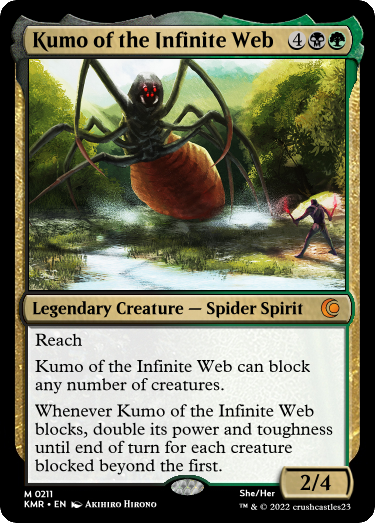 Kumo of the Infinite Web 4
Legendary Creature — Spider Spirit
Reach
Kumo of the Infinite Web can block
any number of creatures.
Whenever Kumo of the Infinite Web
blocks, double its power and toughness
until end of turn for each creature
blocked beyond the first.
2/4
M 0211
KMR • EN Akihiro Hirono
She/Her
™ & © 2022 crushcastles23